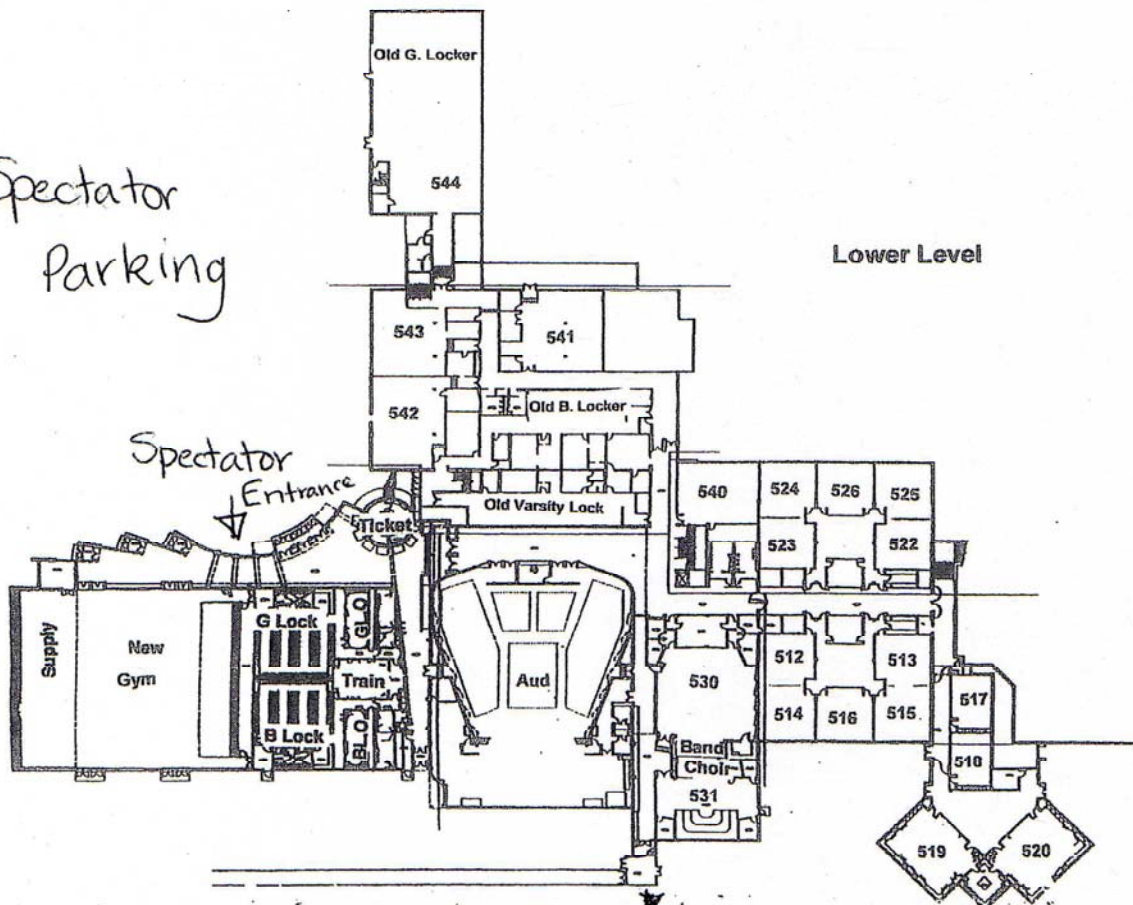 Old G. Locker
544
Spectator
Parking
Lower Level
543
541
542
Old B. Locker
Spectator
Entrance
Ticket
Old Varsity Lock
540
524
526
525
523
522
Supply
New
Gym
G Lock
GLO
Train
B Lock
BLO
Aud
530
Band
Choir
531
512
513
514
516
515
517
518
519
520